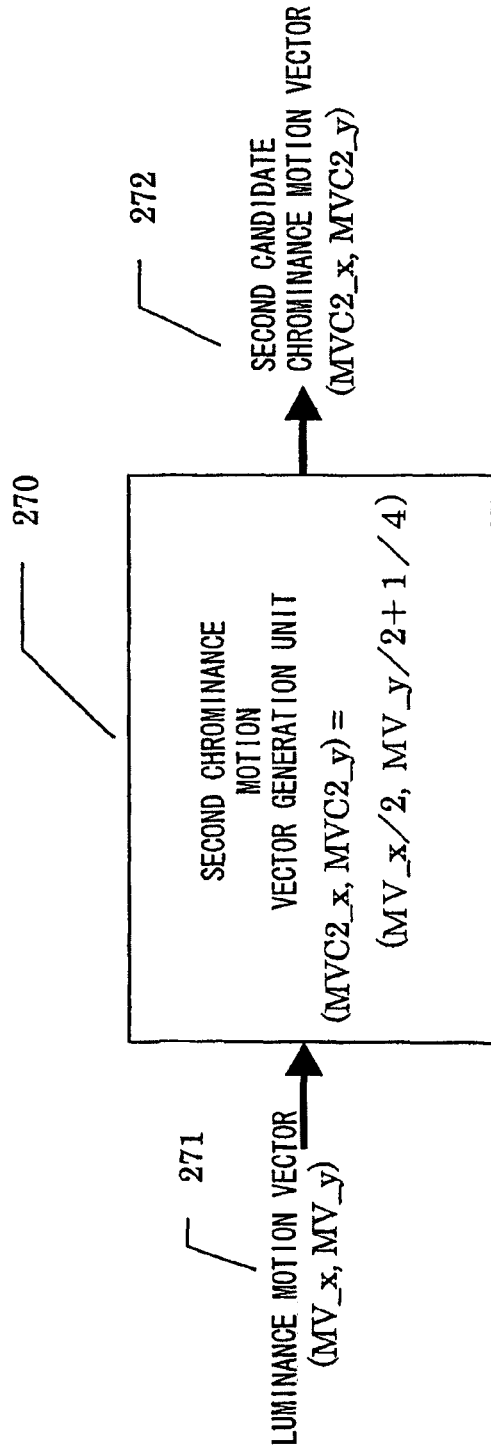 270
271
272
LUMINANCE MOTION VECTOR
(MV_x, MV_y)
SECOND CHROMINANCE
MOTION
VECTOR GENERATION UNIT
(MVC2_x, MVC2_y)=
(MV_x/2, MV_y/2+1/4)
SECOND CANDIDATE
CHROMINANCE MOTION VECTOR
(MVC2_x, MVC2_y)